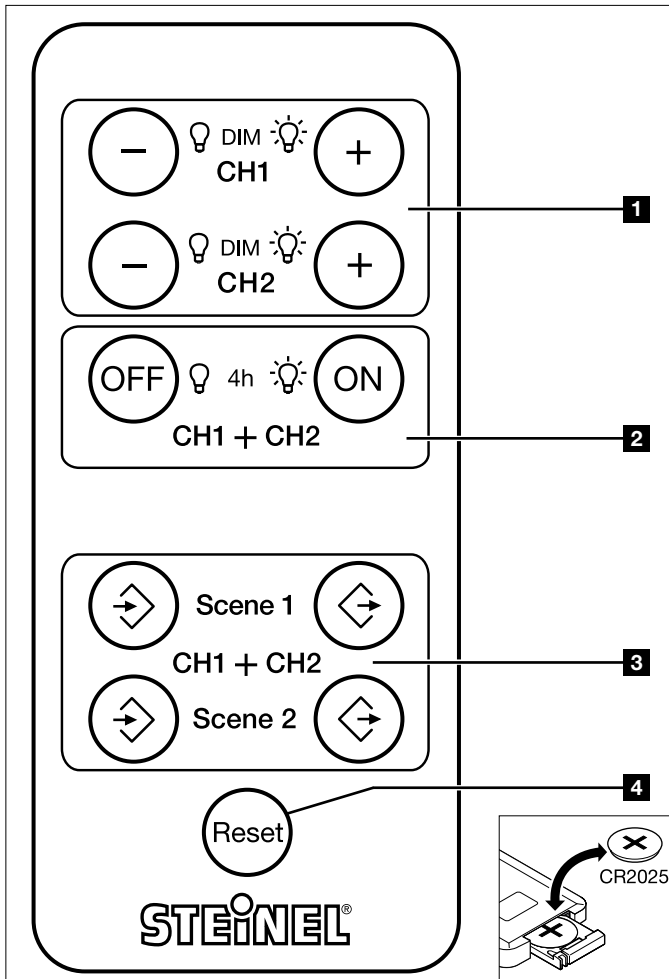 − DIM +
CH1
1
− DIM +
CH2
OFF 4h ON
2
CH1 + CH2
Scene 1
CH1 + CH2
3
Scene 2
4
Reset
CR2025
STEINEL®